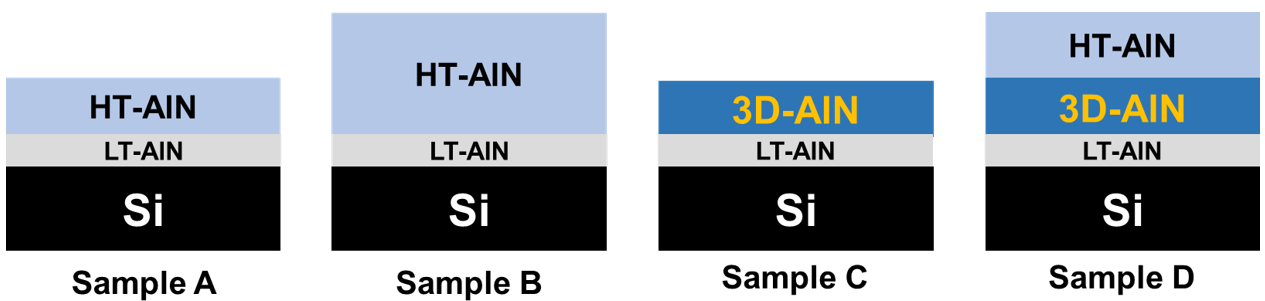 HT-AlN
LT-AlN
Si
Sample A
HT-AlN
LT-AlN
Si
Sample B
3D-AlN
LT-AlN
Si
Sample C
HT-AlN
3D-AlN
LT-AlN
Si
Sample D